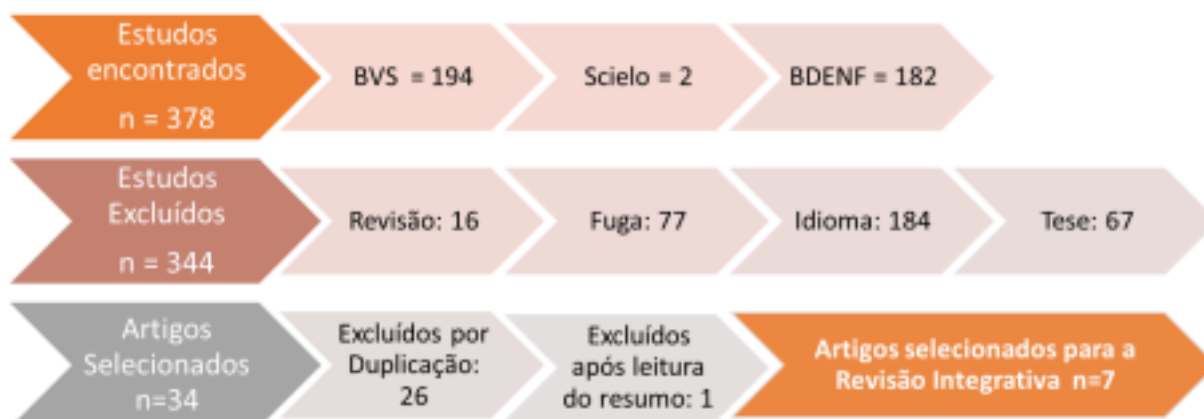 Estudos
encontrados
n = 378
BVS = 194
Scielo = 2
BDENF = 182
Estudos
Excluídos
n = 344
Revisão: 16
Fuga: 77
Idioma: 184
Tese: 67
Artigos
Selecionados
n=34
Excluídos por
Duplicação:
26
Excluídos
após leitura
do resumo: 1
Artigos selecionados para a
Revisão Integrativa n=7